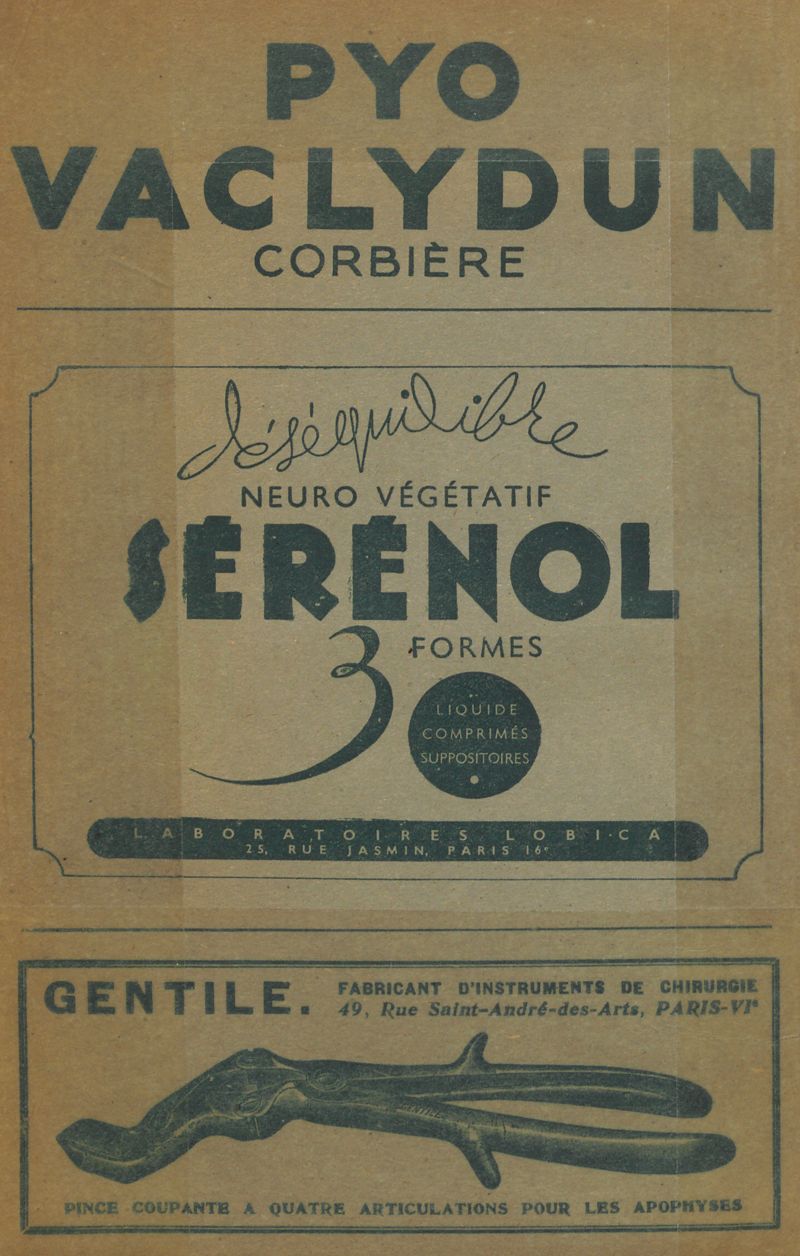 PYO
VACLYDUN
CORBIÈRE
déséquilibre
NEURO VÉGÉTATIF
SÉRÉNOL
3 FORMES
LIQUIDE
COMPRIMÉS
SUPPOSITOIRES
LABORATOIRES LOBICA
25, RUE JASMIN, PARIS 16e
GENTILE.
FABRICANT D'INSTRUMENTS DE CHIRURGIE
49, Rue Saint-André-des-Arts, PARIS-VIe
GENTILE
PINCE COUPANTE A QUATRE ARTICULATIONS POUR LES APOPHYSES